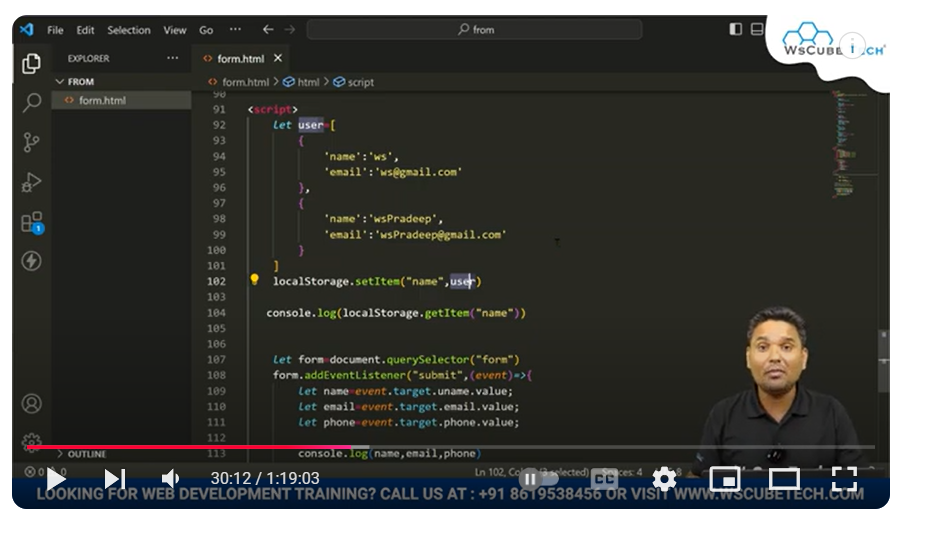 File Edit Selection View Go ··· from
WsCUBE TECH
EXPLORER ··· form.html
FROM form.html > html > script
form.html
90
91 <script>
92 let user=[
93 {
94 'name':'ws',
95 'email':'ws@gmail.com'
96 },
97 {
98 'name':'wsPradeep',
99 'email':'wsPradeep@gmail.com'
100 }
101 ]
102 localStorage.setItem("name",user)
103
104 console.log(localStorage.getItem("name"))
105
106
107 let form=document.querySelector("form")
108 form.addEventListener("submit",(event)=>{
109 let name=event.target.uname.value;
110 let email=event.target.email.value;
111 let phone=event.target.phone.value;
112
OUTLINE 113 console.log(name,email,phone)
Ln 102, selected) Spaces: 4
30:12 / 1:19:03 CC
LOOKING FOR WEB DEVELOPMENT TRAINING? CALL US AT : +91 8619538456 OR VISIT WWW.WSCUBETECH.COM